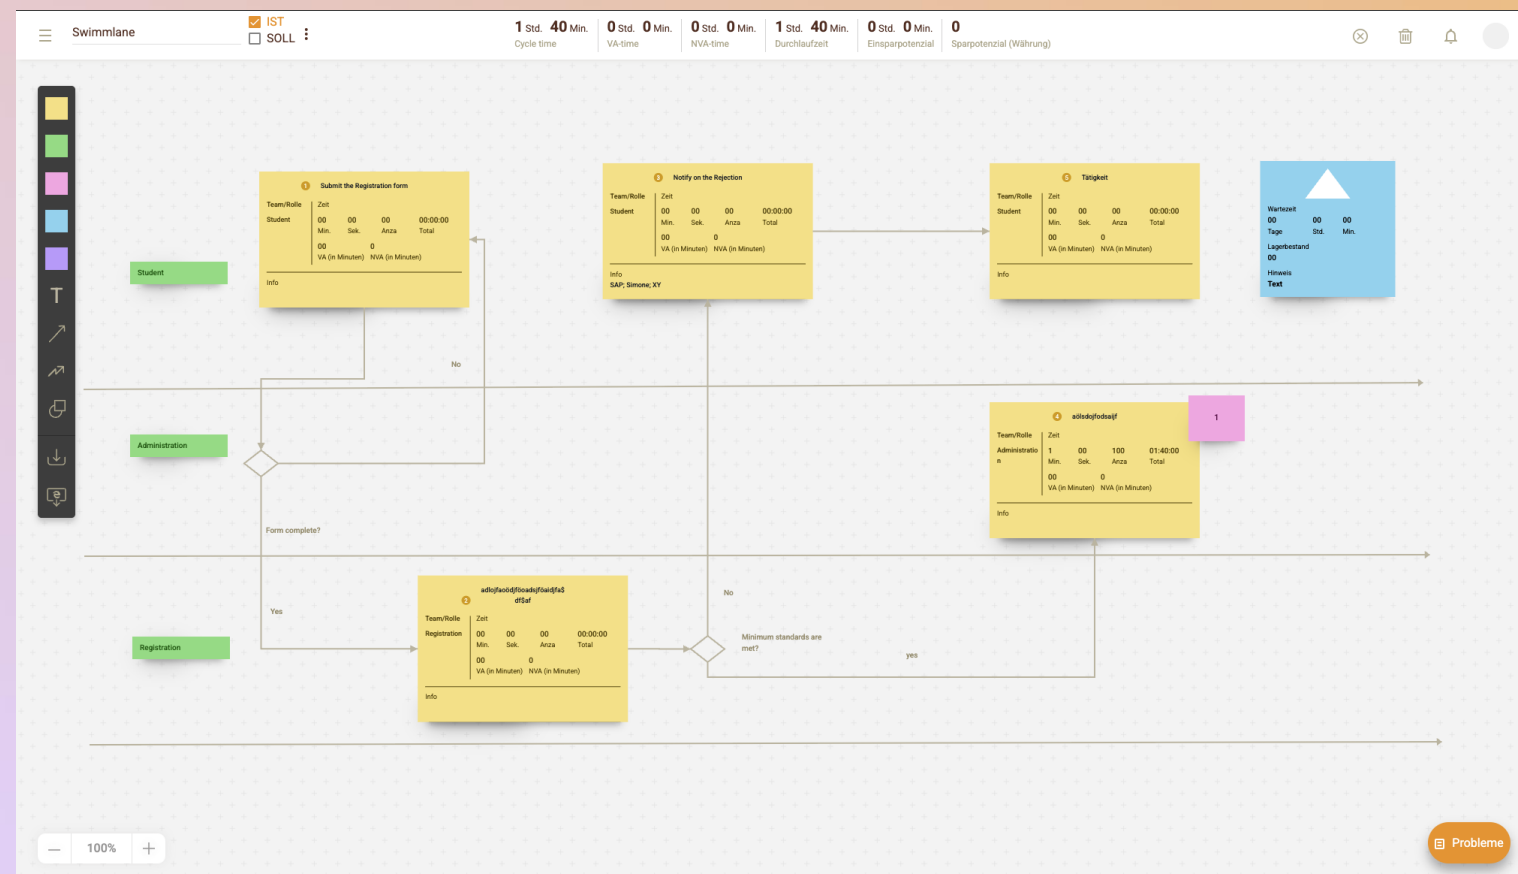 Swimmlane
IST
SOLL
1 Std. 40 Min.
Cycle time
0 Std. 0 Min.
VA-time
0 Std. 0 Min.
NVA-time
1 Std. 40 Min.
Durchlaufzeit
0 Std. 0 Min.
Einsparpotenzial
0
Sparpotenzial (Währung)
T
Student
1 Submit the Registration form
Team/Rolle Zeit
Student 00 00 00 00:00:00
Min. Sek. Anza Total
00 0
VA (in Minuten) NVA (in Minuten)
Info
3 Notify on the Rejection
Team/Rolle Zeit
Student 00 00 00 00:00:00
Min. Sek. Anza Total
00 0
VA (in Minuten) NVA (in Minuten)
Info
SAP; Simone; XY
5 Tätigkeit
Team/Rolle Zeit
Student 00 00 00 00:00:00
Min. Sek. Anza Total
00 0
VA (in Minuten) NVA (in Minuten)
Info
Wartezeit
00 00 00
Tage Std. Min.
Lagerbestand
00
Hinweis
Text
No
Administration
Form complete?
4 aölsdojfodsaijf
Team/Rolle Zeit
Administratio 1 00 100 01:40:00
n Min. Sek. Anza Total
00 0
VA (in Minuten) NVA (in Minuten)
Info
1
Yes
Registration
2 adlojfaodjföoadsjföaidjfa$
df$af
Team/Rolle Zeit
Registration 00 00 00 00:00:00
Min. Sek. Anza Total
00 0
VA (in Minuten) NVA (in Minuten)
Info
No
Minimum standards are
met?
yes
100%
Probleme